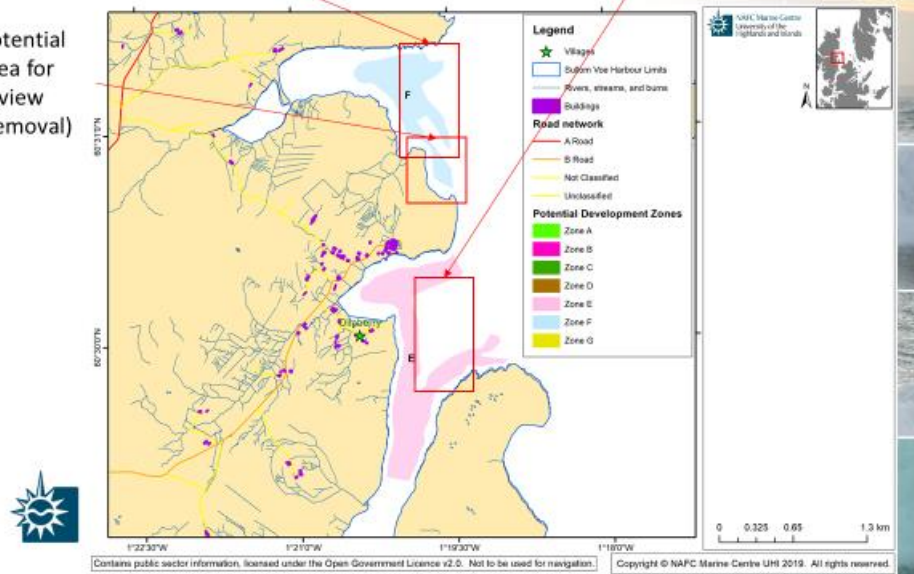 otential
ea for
view
emoval)
60°31'0"N
60°30'0"N
F
E
Ollaberry
1°22'30"W
1°21'0"W
1°19'30"W
1°18'0"W
Legend
Villages
Sullom Voe Harbour Limits
Rivers, streams, and burns
Buildings
Road network
A Road
B Road
Not Classified
Unclassified
Potential Development Zones
Zone A
Zone B
Zone C
Zone D
Zone E
Zone F
Zone G
NAFC Marine Centre
University of the
Highlands and Islands
N
0 0.325 0.65 1.3 km
Contains public sector information, licensed under the Open Government Licence v2.0. Not to be used for navigation.
Copyright © NAFC Marine Centre UHI 2019. All rights reserved.